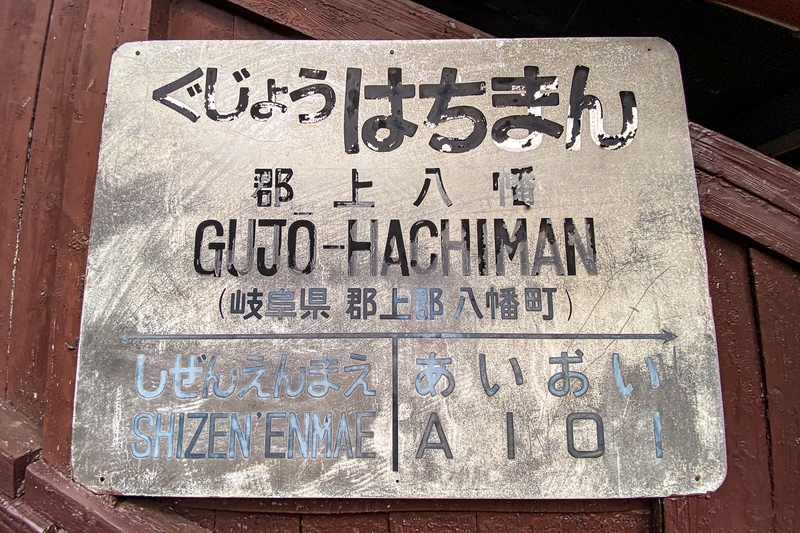 ぐじょうはちまん
郡上八幡
GUJŌ-HACHIMAN
(岐阜県 郡上郡八幡町)
しぜんえんまえ あいおい
SHIZEN'ENMAE AIOI